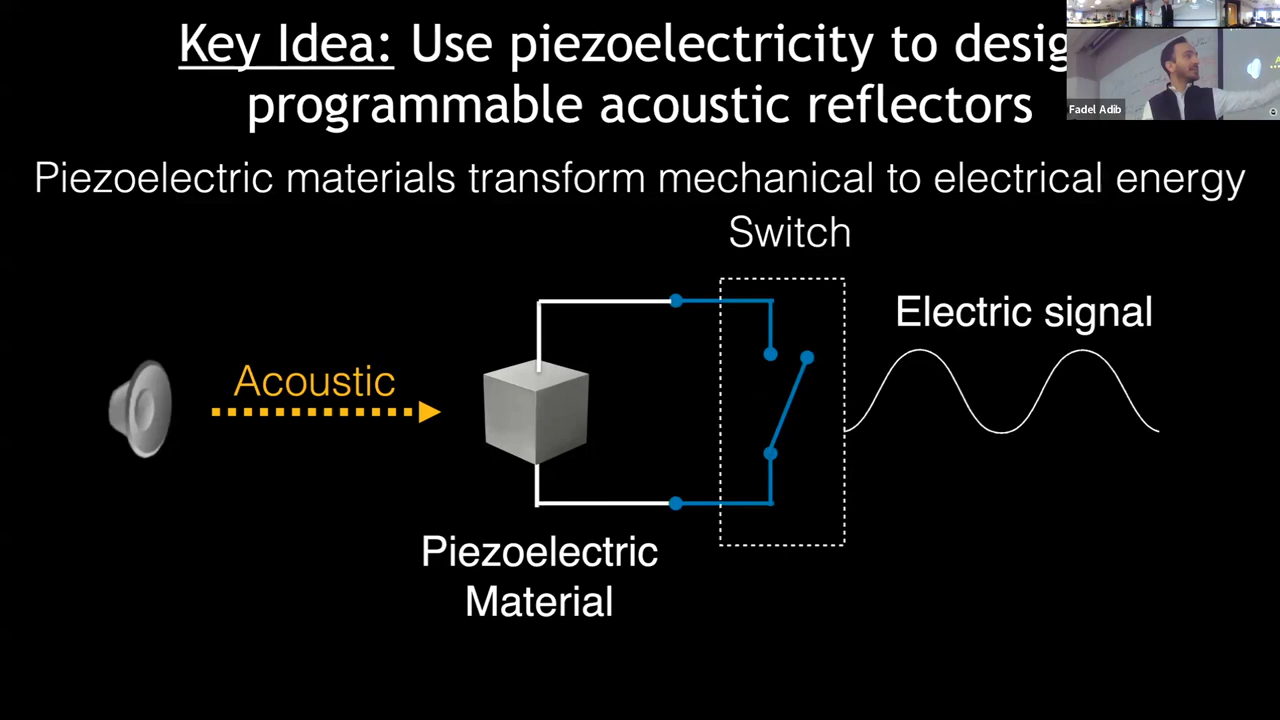 Key Idea: Use piezoelectricity to desig
programmable acoustic reflectors
Fadel Adib
Piezoelectric materials transform mechanical to electrical energy
Switch
Electric signal
Acoustic
Piezoelectric
Material